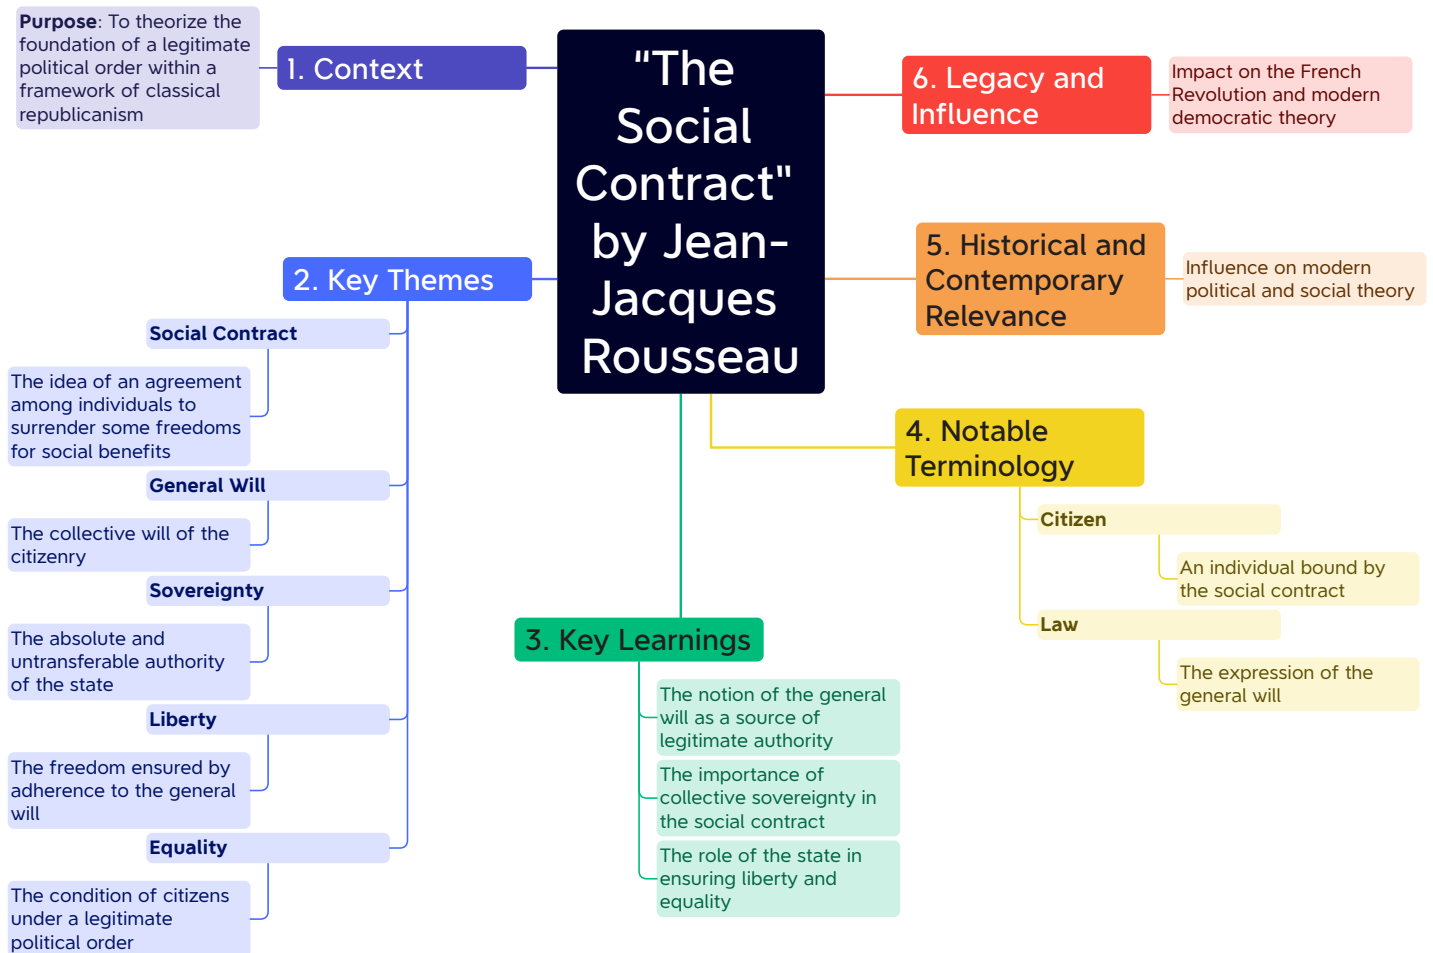 "The
Social
Contract"
by Jean-
Jacques
Rousseau
1. Context
Purpose: To theorize the
foundation of a legitimate
political order within a
framework of classical
republicanism
2. Key Themes
Social Contract
The idea of an agreement
among individuals to
surrender some freedoms
for social benefits
General Will
The collective will of the
citizenry
Sovereignty
The absolute and
untransferable authority
of the state
Liberty
The freedom ensured by
adherence to the general
will
Equality
The condition of citizens
under a legitimate
political order
3. Key Learnings
The notion of the general
will as a source of
legitimate authority
The importance of
collective sovereignty in
the social contract
The role of the state in
ensuring liberty and
equality
4. Notable
Terminology
Citizen
An individual bound by
the social contract
Law
The expression of the
general will
5. Historical and
Contemporary
Relevance
Influence on modern
political and social theory
6. Legacy and
Influence
Impact on the French
Revolution and modern
democratic theory